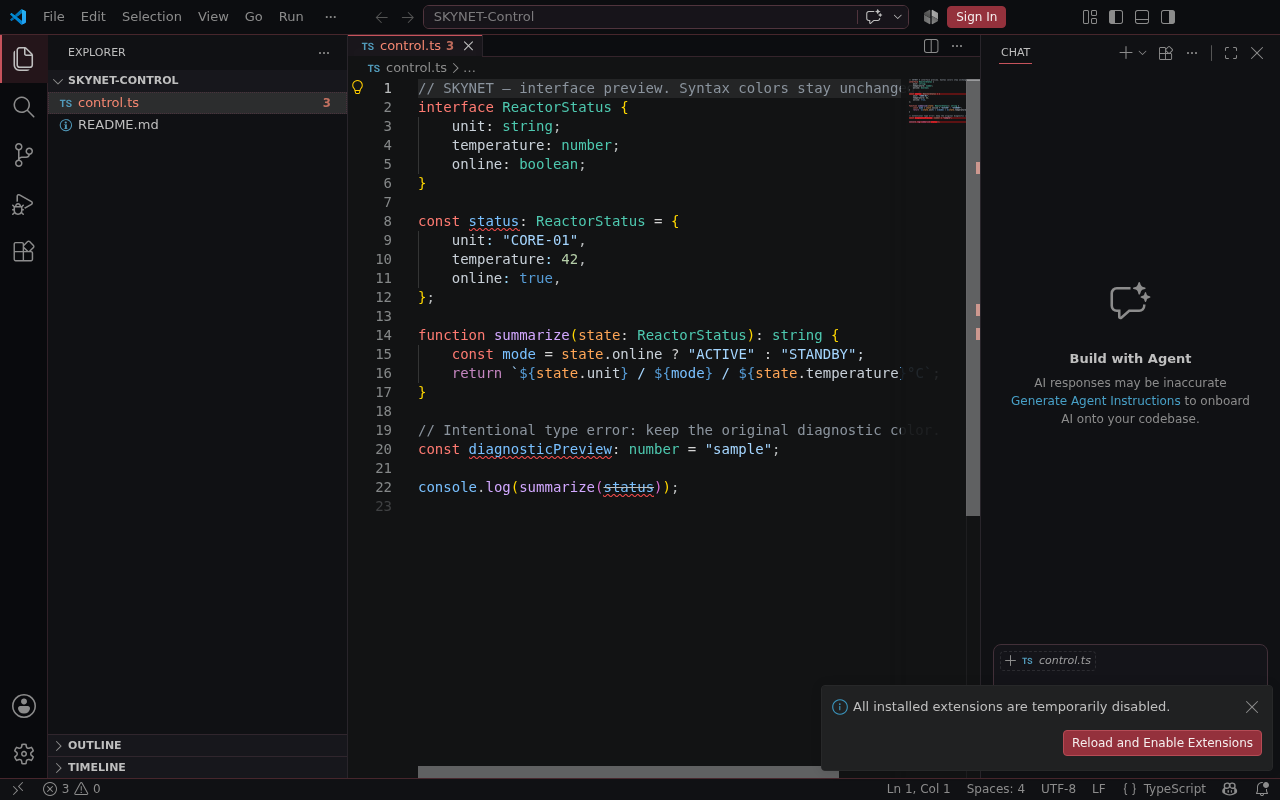 File Edit Selection View Go Run ··· SKYNET-Control Sign In
EXPLORER
SKYNET-CONTROL
TS control.ts 3
README.md
OUTLINE
TIMELINE
TS control.ts 3
TS control.ts > ...
1 // SKYNET — interface preview. Syntax colors stay unchange
2 interface ReactorStatus {
3 unit: string;
4 temperature: number;
5 online: boolean;
6 }
7
8 const status: ReactorStatus = {
9 unit: "CORE-01",
10 temperature: 42,
11 online: true,
12 };
13
14 function summarize(state: ReactorStatus): string {
15 const mode = state.online ? "ACTIVE" : "STANDBY";
16 return `${state.unit} / ${mode} / ${state.temperature}°C`;
17 }
18
19 // Intentional type error: keep the original diagnostic color.
20 const diagnosticPreview: number = "sample";
21
22 console.log(summarize(status));
23
CHAT
Build with Agent
AI responses may be inaccurate
Generate Agent Instructions to onboard
AI onto your codebase.
TS control.ts
All installed extensions are temporarily disabled.
Reload and Enable Extensions
3 0 Ln 1, Col 1 Spaces: 4 UTF-8 LF { } TypeScript